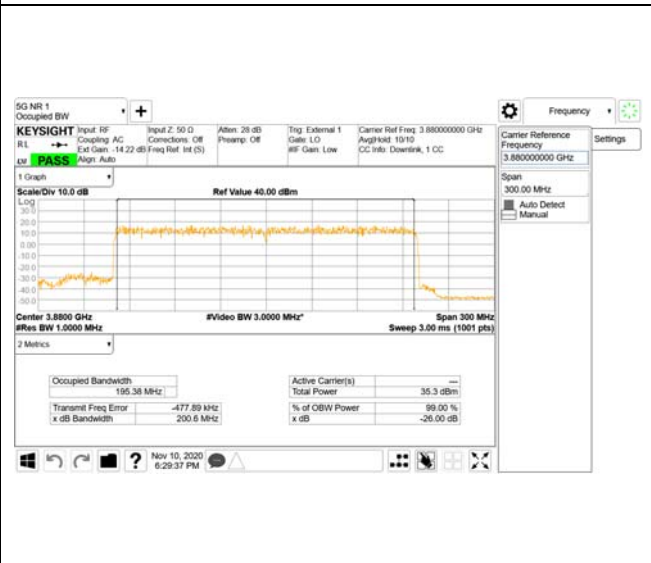 5G NR 1
Occupied BW
Frequency
KEYSIGHT
Input: RF
Input Z: 50 Ω
Atten: 28 dB
Trig: External 1
Carrier Ref Freq: 3.880000000 GHz
RL
Coupling: AC
Corrections: Off
Preamp: Off
Gate: LO
Avg|Hold: 10/10
Ext Gain: -14.22 dB
Freq Ref: Int (S)
#IF Gain: Low
CC Info: Downlink, 1 CC
PASS
Align: Auto
Carrier Reference
Frequency
3.880000000 GHz
Settings
Span
300.00 MHz
Auto Detect
Manual
1 Graph
Scale/Div 10.0 dB
Ref Value 40.00 dBm
Log
30.0
20.0
10.0
0.00
-10.0
-20.0
-30.0
-40.0
-50.0
Center 3.8800 GHz
#Video BW 3.0000 MHz*
Span 300 MHz
#Res BW 1.0000 MHz
Sweep 3.00 ms (1001 pts)
2 Metrics
Occupied Bandwidth
195.38 MHz
Active Carrier(s)
---
Total Power
35.3 dBm
Transmit Freq Error
-477.89 kHz
% of OBW Power
99.00 %
x dB Bandwidth
200.6 MHz
x dB
-26.00 dB
Nov 10, 2020
6:29:37 PM